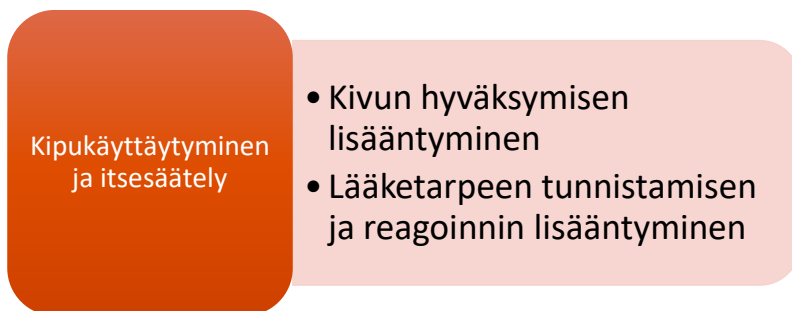 Kipukäyttäytyminen
ja itsesäätely
• Kivun hyväksymisen
lisääntyminen
• Lääketarpeen tunnistamisen
ja reagoinnin lisääntyminen